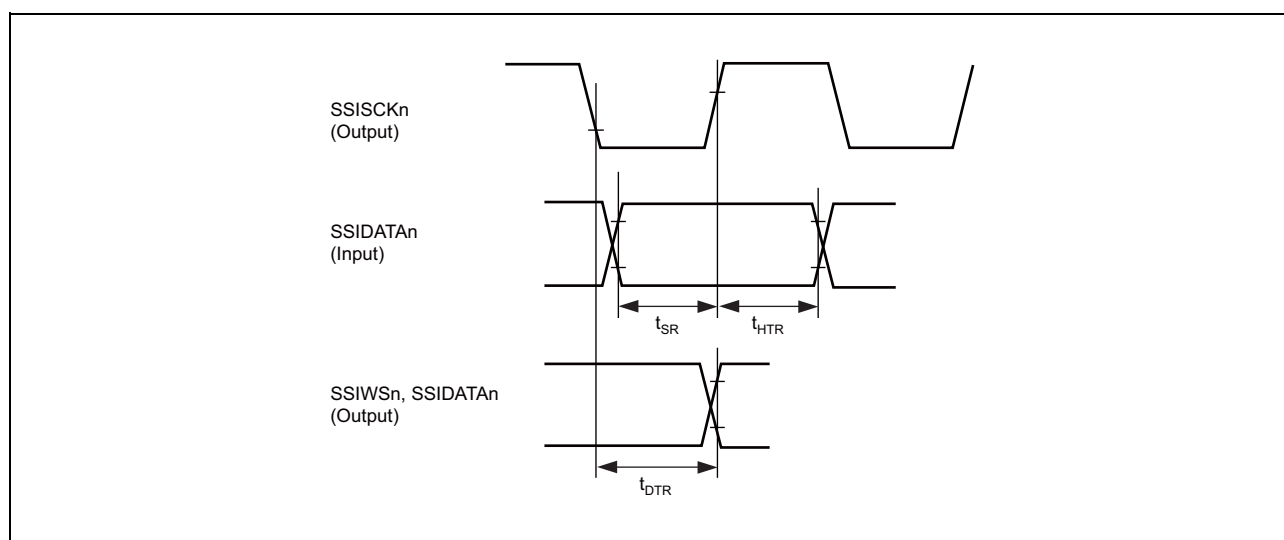 SSISCKn
(Output)
SSIDATAn
(Input)
tSR
tHTR
SSIWSn, SSIDATAn
(Output)
tDTR